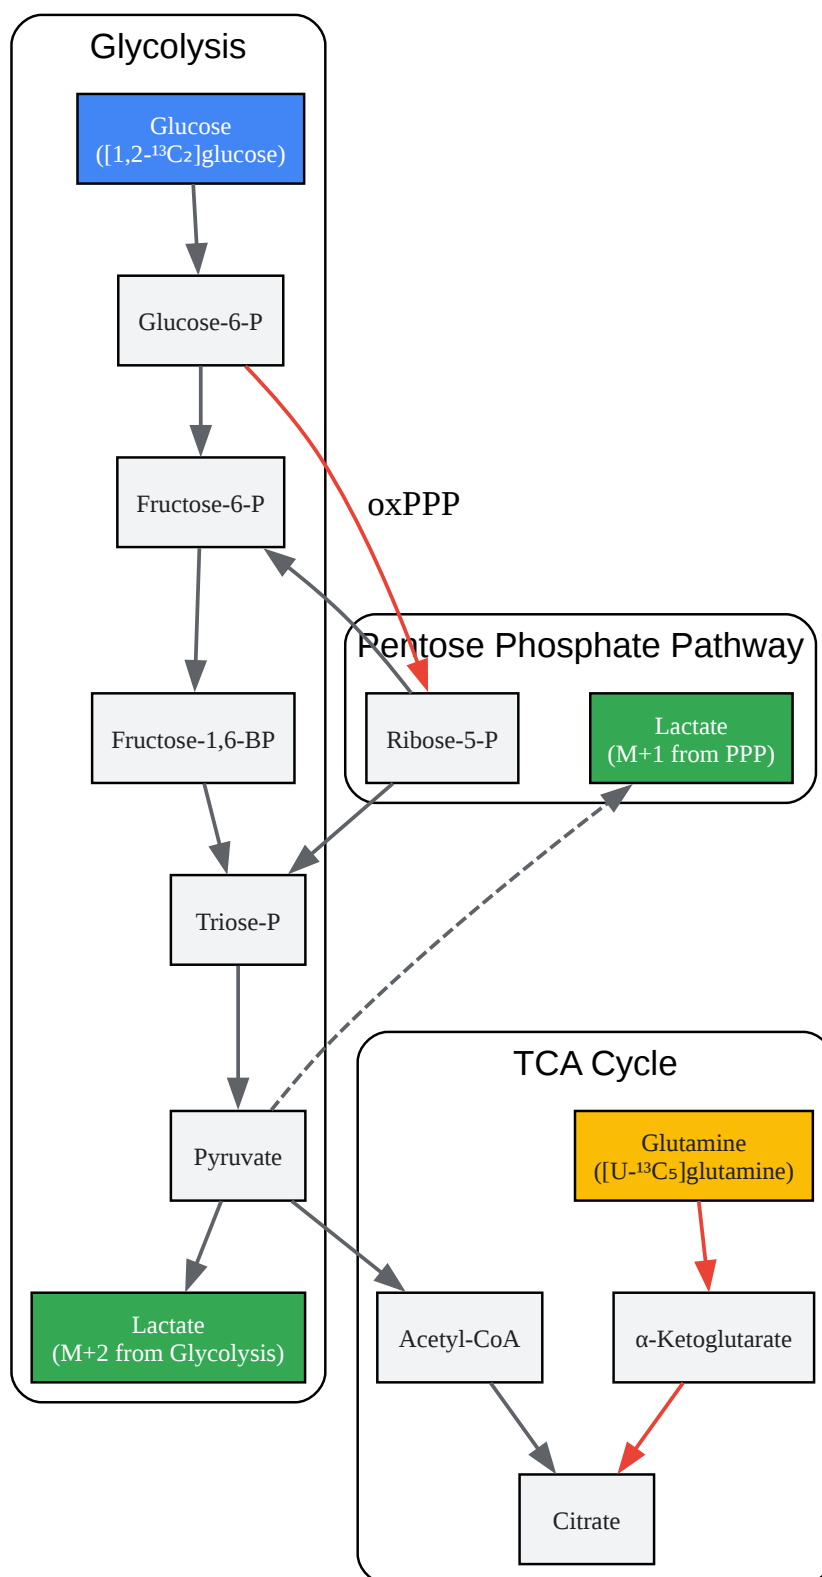 Glycolysis
Glucose
([1,2-¹³C₂]glucose)
Glucose-6-P
Fructose-6-P
oxPPP
Pentose Phosphate Pathway
Fructose-1,6-BP
Ribose-5-P
Lactate
(M+1 from PPP)
Triose-P
TCA Cycle
Pyruvate
Glutamine
([U-¹³C₅]glutamine)
Lactate
(M+2 from Glycolysis)
Acetyl-CoA
α-Ketoglutarate
Citrate